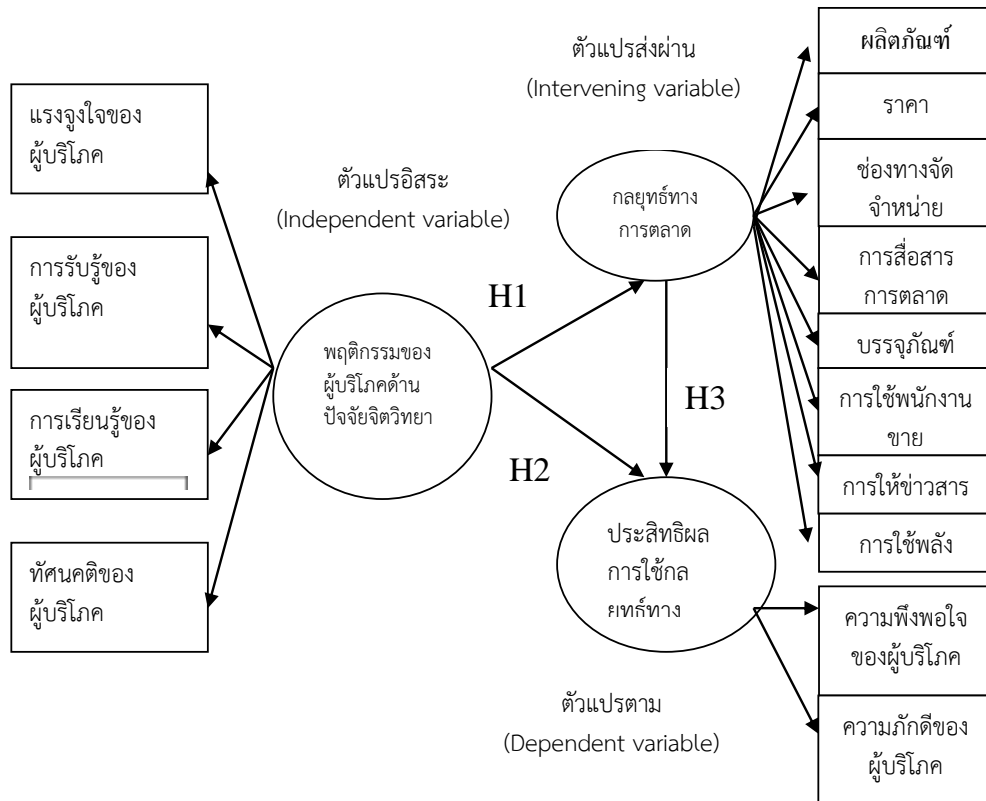 แรงจูงใจของ
ผู้บริโภค
การรับรู้ของ
ผู้บริโภค
การเรียนรู้ของ
ผู้บริโภค
ทัศนคติของ
ผู้บริโภค
ตัวแปรอิสระ
(Independent variable)
พฤติกรรมของ
ผู้บริโภคด้าน
ปัจจัยจิตวิทยา
H1
H2
H3
ตัวแปรส่งผ่าน
(Intervening variable)
กลยุทธ์ทาง
การตลาด
ประสิทธิผล
การใช้กล
ยทธ์ทาง
ตัวแปรตาม
(Dependent variable)
ผลิตภัณฑ์
ราคา
ช่องทางจัด
จำหน่าย
การสื่อสาร
การตลาด
บรรจุภัณฑ์
การใช้พนักงาน
ขาย
การให้ข่าวสาร
การใช้พลัง
ความพึงพอใจ
ของผู้บริโภค
ความภักดีของ
ผู้บริโภค